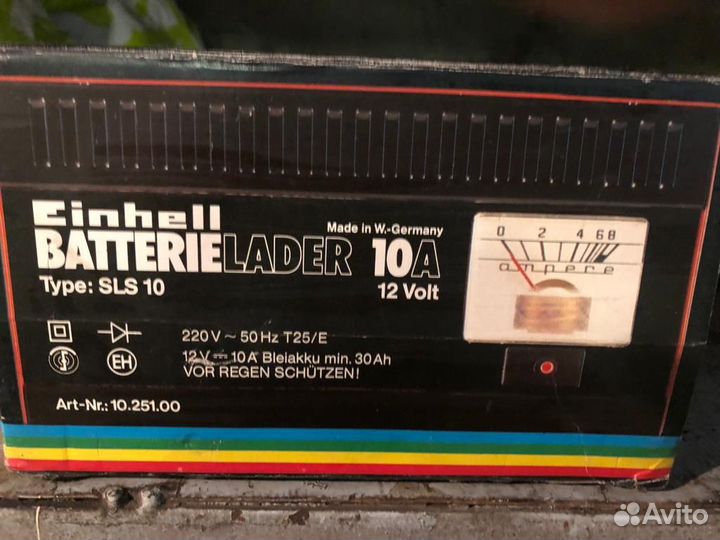 Einhell
Made in W.-Germany
BATTERIELADER 10A
Type: SLS 10
12 Volt
0 2 4 6 8
ampere
220 V ~ 50 Hz T25/E
12 V ⎓ 10 A Bleiakku min. 30 Ah
EH
VOR REGEN SCHÜTZEN!
Art-Nr.: 10.251.00
Avito